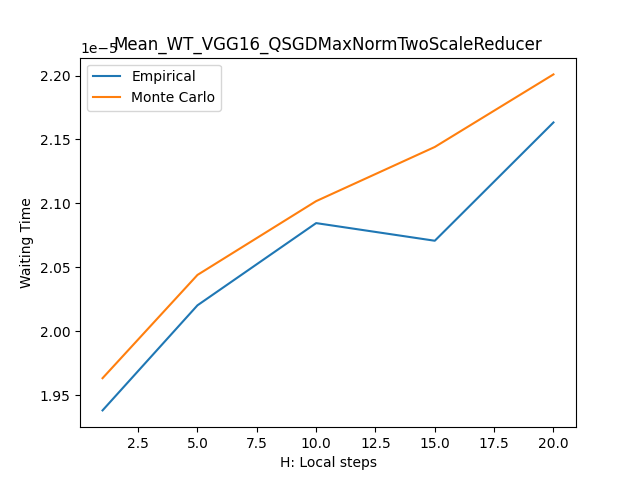 Mean_WT_VGG16_QSGDMaxNormTwoScaleReducer
1e−5
Empirical
Monte Carlo
2.20
2.15
2.10
2.05
2.00
1.95
Waiting Time
2.5 5.0 7.5 10.0 12.5 15.0 17.5 20.0
H: Local steps